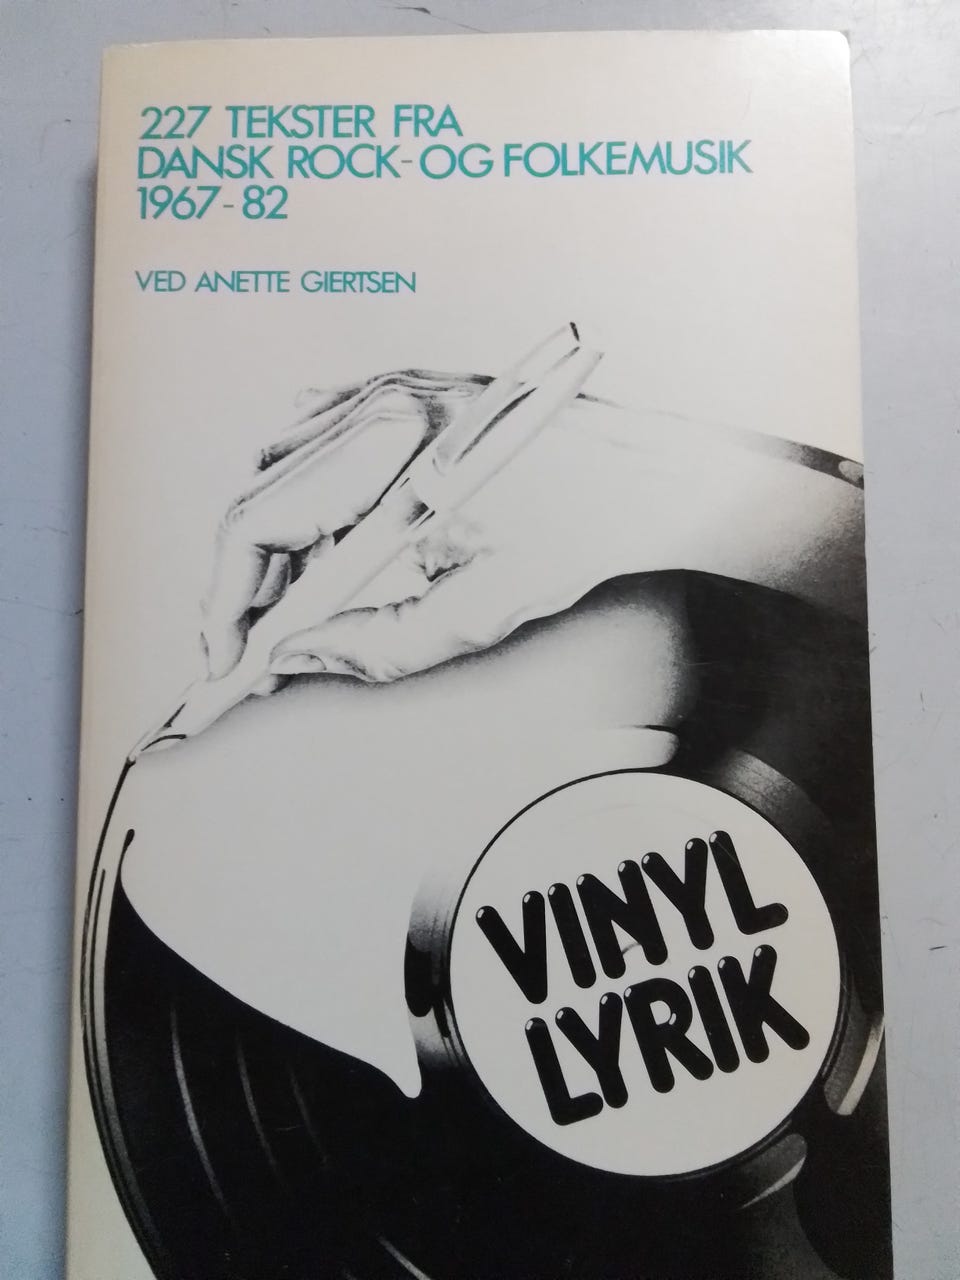 227 TEKSTER FRA
DANSK ROCK- OG FOLKEMUSIK
1967-82
VED ANETTE GIERTSEN
VINYL
LYRIK